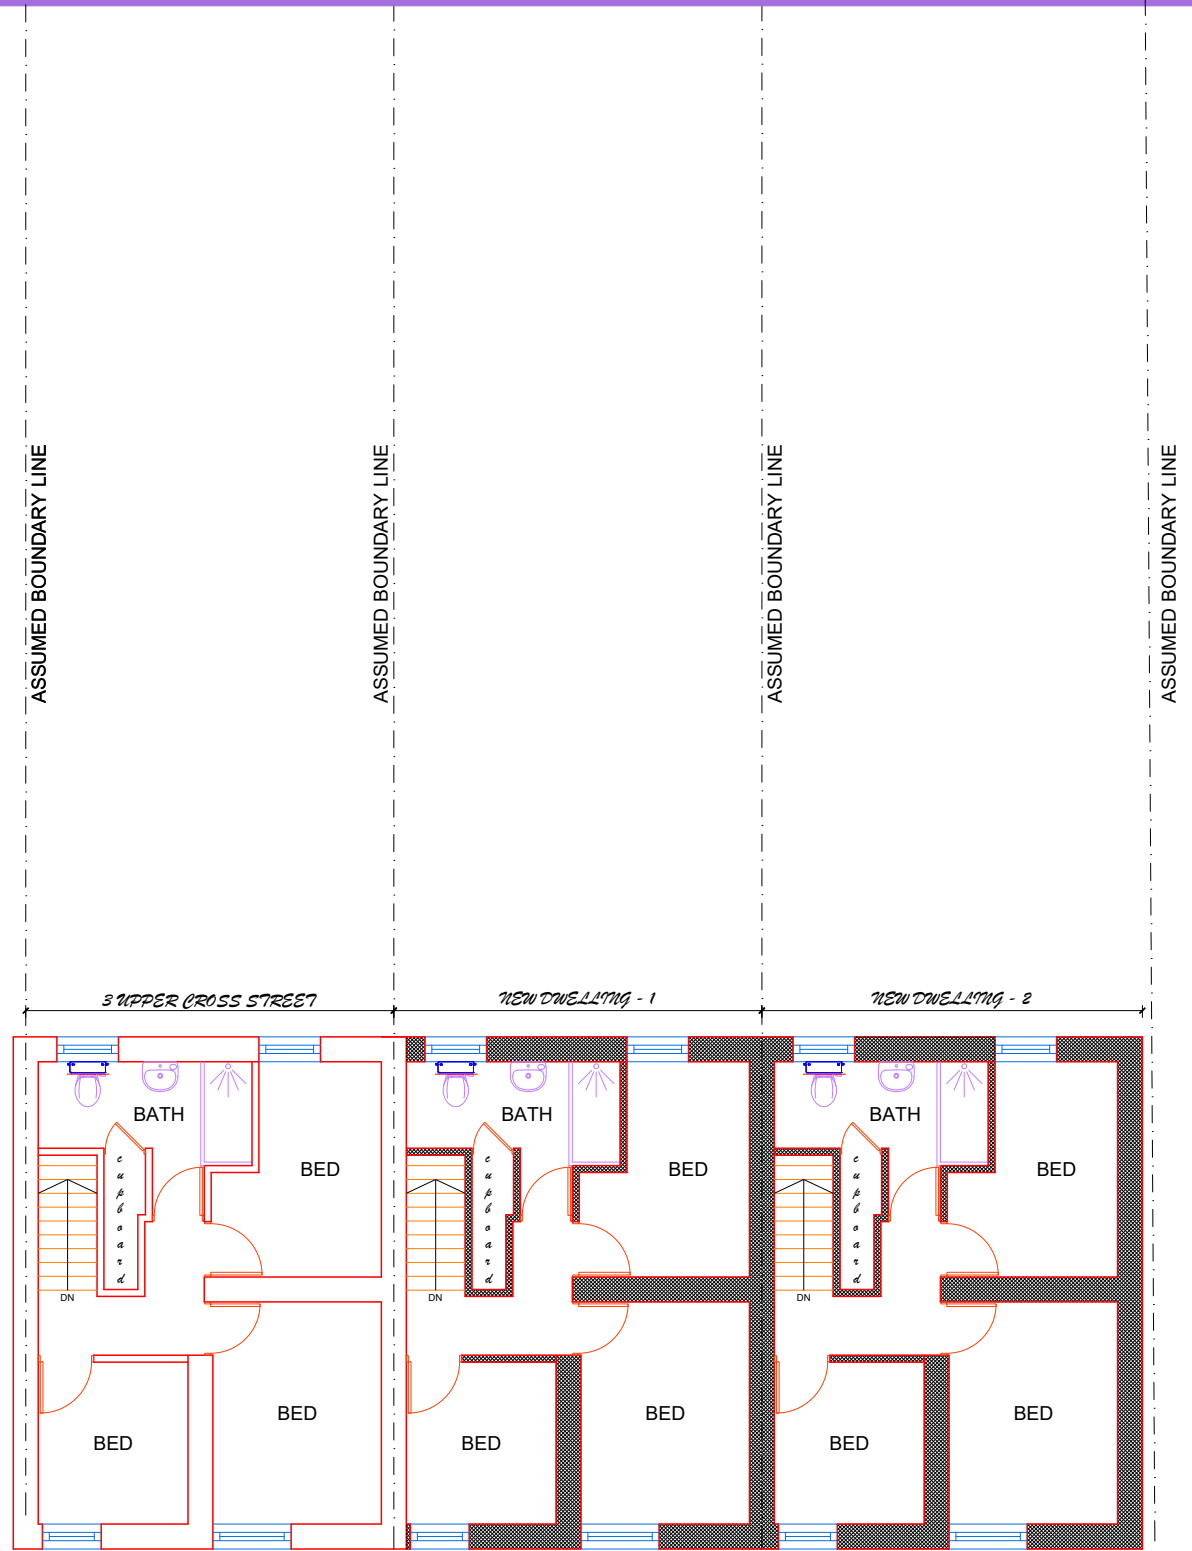 ASSUMED BOUNDARY LINE
ASSUMED BOUNDARY LINE
ASSUMED BOUNDARY LINE
ASSUMED BOUNDARY LINE
3 UPPER CROSS STREET
NEW DWELLING - 1
NEW DWELLING - 2
BATH
BATH
BATH
BED
BED
BED
cupboard
cupboard
cupboard
DN
DN
DN
BED
BED
BED
BED
BED
BED